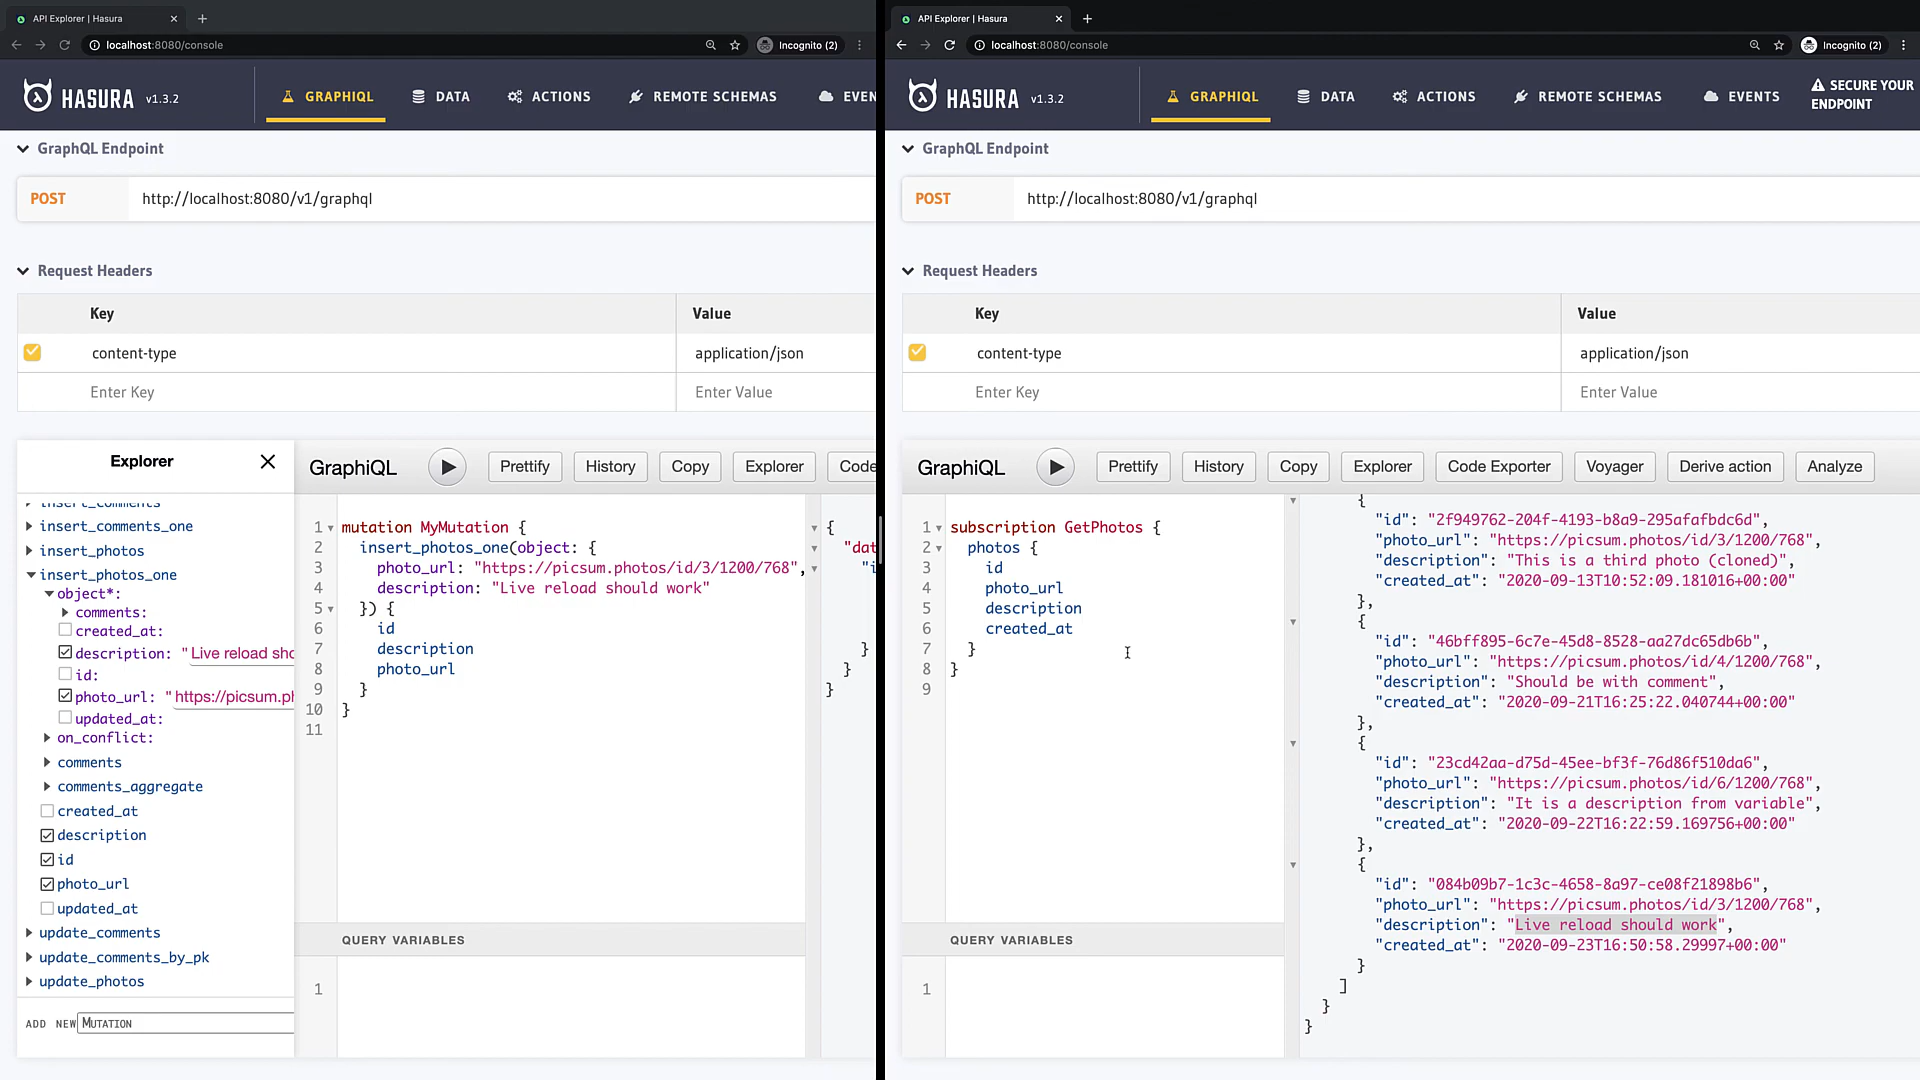 API Explorer | Hasura
localhost:8080/console
Incognito (2)
HASURA v1.3.2
GRAPHIQL
DATA
ACTIONS
REMOTE SCHEMAS
EVEN
GraphQL Endpoint
POST
http://localhost:8080/v1/graphql
Request Headers
Key
Value
content-type
application/json
Enter Key
Enter Value
Explorer
insert_comments
insert_comments_one
insert_photos
insert_photos_one
object*:
comments:
created_at:
description: "Live reload sho
id:
photo_url: "https://picsum.ph
updated_at:
on_conflict:
comments
comments_aggregate
created_at
description
id
photo_url
updated_at
update_comments
update_comments_by_pk
update_photos
ADD NEW MUTATION
GraphiQL
Prettify
History
Copy
Explorer
Code
1 mutation MyMutation {
2 insert_photos_one(object: {
3 photo_url: "https://picsum.photos/id/3/1200/768",
4 description: "Live reload should work"
5 }) {
6 id
7 description
8 photo_url
9 }
10 }
11
{
"dat
"i
}
}
}
QUERY VARIABLES
1
API Explorer | Hasura
localhost:8080/console
Incognito (2)
HASURA v1.3.2
GRAPHIQL
DATA
ACTIONS
REMOTE SCHEMAS
EVENTS
SECURE YOUR
ENDPOINT
GraphQL Endpoint
POST
http://localhost:8080/v1/graphql
Request Headers
Key
Value
content-type
application/json
Enter Key
Enter Value
GraphiQL
Prettify
History
Copy
Explorer
Code Exporter
Voyager
Derive action
Analyze
1 subscription GetPhotos {
2 photos {
3 id
4 photo_url
5 description
6 created_at
7 }
8 }
9
QUERY VARIABLES
1
{
"id": "2f949762-204f-4193-b8a9-295afafbdc6d",
"photo_url": "https://picsum.photos/id/3/1200/768",
"description": "This is a third photo (cloned)",
"created_at": "2020-09-13T10:52:09.181016+00:00"
},
{
"id": "46bff895-6c7e-45d8-8528-aa27dc65db6b",
"photo_url": "https://picsum.photos/id/4/1200/768",
"description": "Should be with comment",
"created_at": "2020-09-21T16:25:22.040744+00:00"
},
{
"id": "23cd42aa-d75d-45ee-bf3f-76d86f510da6",
"photo_url": "https://picsum.photos/id/6/1200/768",
"description": "It is a description from variable",
"created_at": "2020-09-22T16:22:59.169756+00:00"
},
{
"id": "084b09b7-1c3c-4658-8a97-ce08f21898b6",
"photo_url": "https://picsum.photos/id/3/1200/768",
"description": "Live reload should work",
"created_at": "2020-09-23T16:50:58.29997+00:00"
}
]
}
}